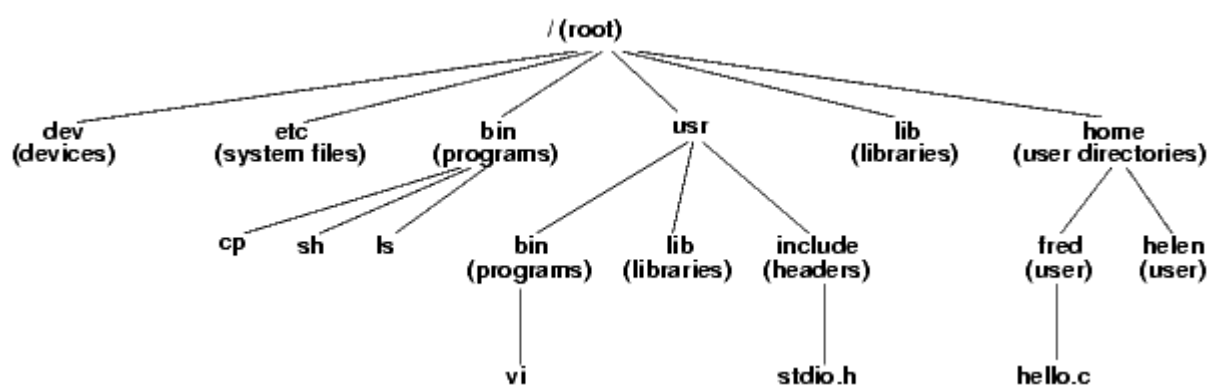 / (root)
dev etc bin usr lib home
(devices) (system files) (programs) (libraries) (user directories)
cp sh ls bin lib include fred helen
(programs) (libraries) (headers) (user) (user)
vi stdio.h hello.c